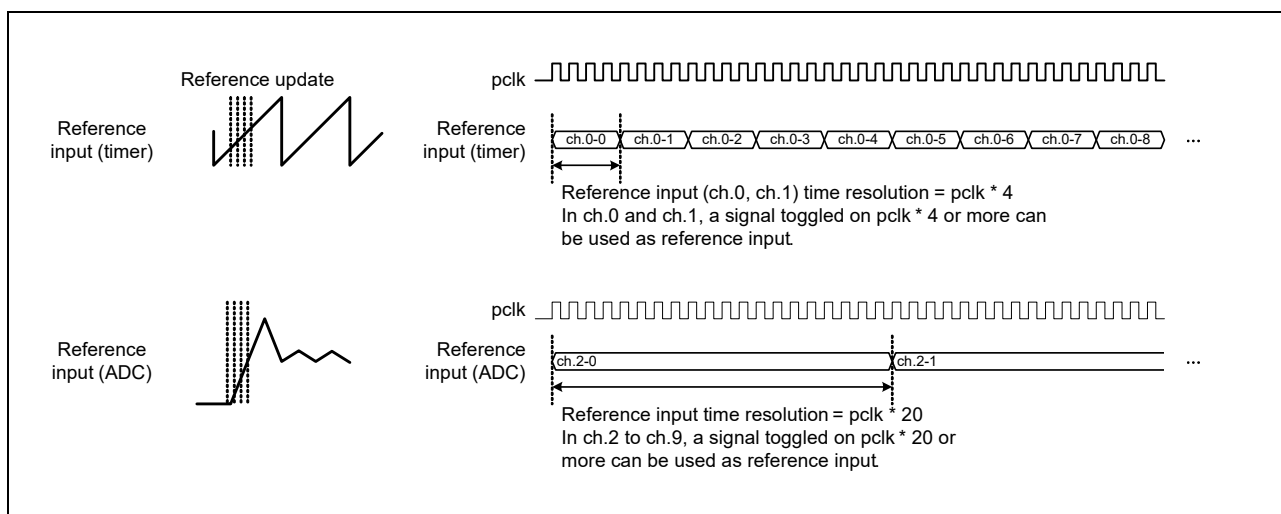 Reference update
pclk
Reference
input (timer)
Reference
input (timer)
ch.0-0 ch.0-1 ch.0-2 ch.0-3 ch.0-4 ch.0-5 ch.0-6 ch.0-7 ch.0-8 ...
Reference input (ch.0, ch.1) time resolution = pclk * 4
In ch.0 and ch.1, a signal toggled on pclk * 4 or more can
be used as reference input.
pclk
Reference
input (ADC)
Reference
input (ADC)
ch.2-0 ch.2-1 ...
Reference input time resolution = pclk * 20
In ch.2 to ch.9, a signal toggled on pclk * 20 or
more can be used as reference input.